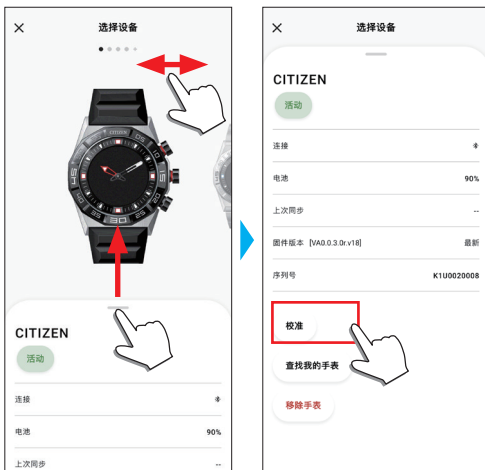 选择设备
CITIZEN
活动
连接
电池
90%
上次同步
--
选择设备
CITIZEN
活动
连接
电池
90%
上次同步
--
固件版本 [VA0.0.3.0r.v18]
最新
序列号
K1U0020008
校准
查找我的手表
移除手表